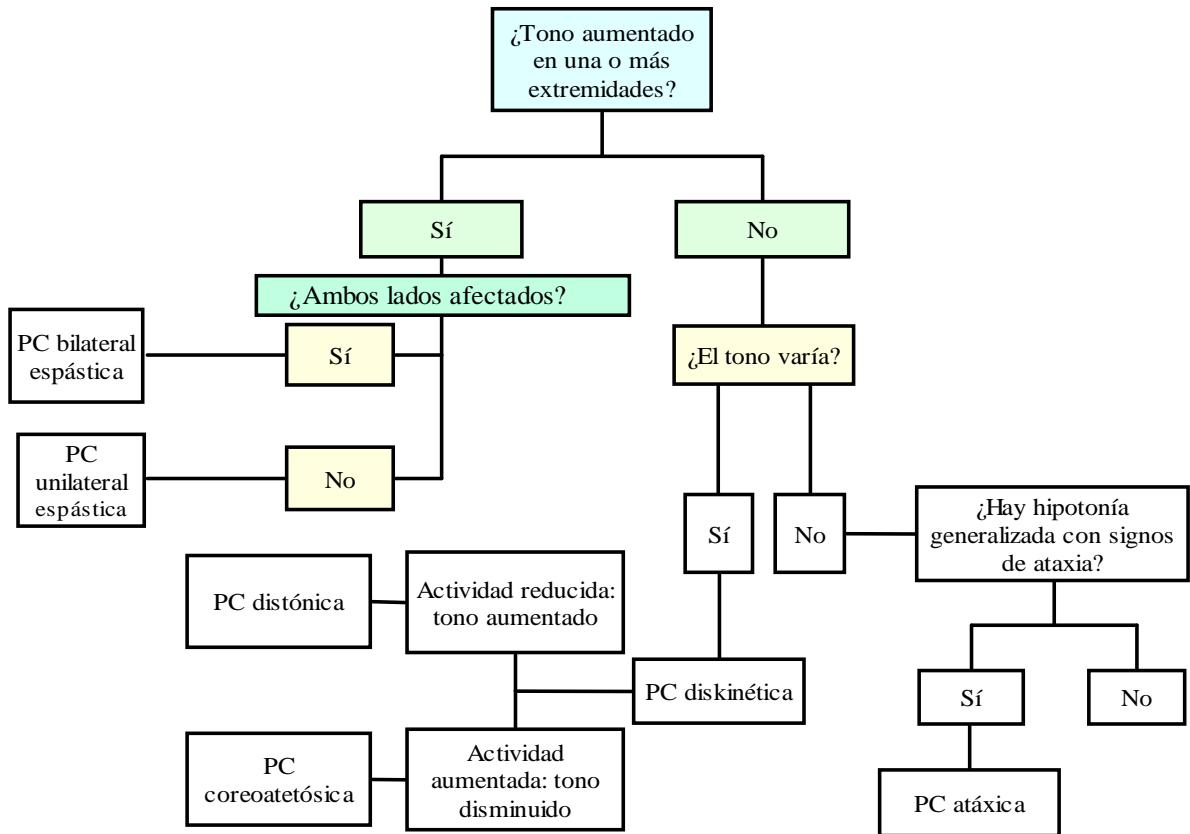 ¿Tono aumentado
en una o más
extremidades?
Sí
No
¿Ambos lados afectados?
PC bilateral
espástica
Sí
¿El tono varía?
PC
unilateral
espástica
No
Sí
No
¿Hay hipotonía
generalizada con signos
de ataxia?
PC distónica
Actividad reducida:
tono aumentado
PC diskinética
Sí
No
PC
coreoatetósica
Actividad
aumentada: tono
disminuido
PC atáxica